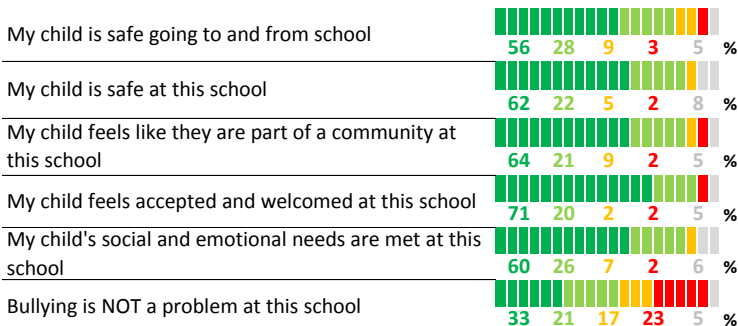 My child is safe going to and from school
56 28 9 3 5 %
My child is safe at this school
62 22 5 2 8 %
My child feels like they are part of a community at
this school
64 21 9 2 5 %
My child feels accepted and welcomed at this school
71 20 2 2 5 %
My child's social and emotional needs are met at this
school
60 26 7 2 6 %
Bullying is NOT a problem at this school
33 21 17 23 5 %